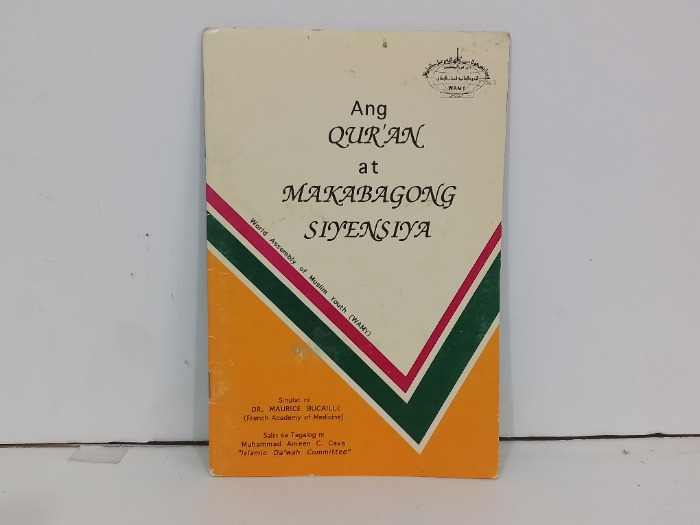 WAMY
Ang
QUR'AN
at
MAKABAGONG
SIYENSIYA
World Assembly of Muslim Youth (WAMY)
Sinulat ni
DR. MAURICE BUCAILLE
(French Academy of Medicine)
Salin sa Tagalog ni
Muhammad Ameen C. Cave
"Islamic Da'wah Committee"